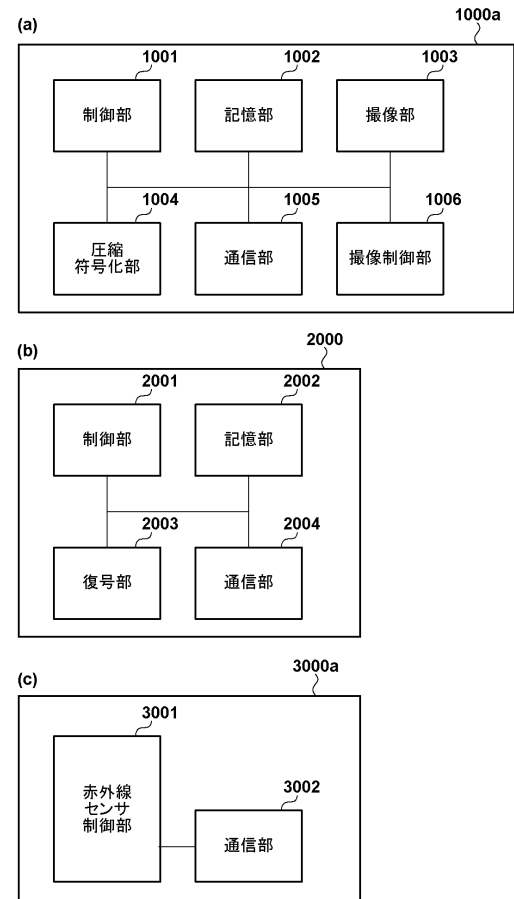 (a)
1000a
1001
1002
1003
制御部
記憶部
撮像部
1004
1005
1006
圧縮
符号化部
通信部
撮像制御部
(b)
2000
2001
2002
制御部
記憶部
2003
2004
復号部
通信部
(c)
3000a
3001
赤外線
センサ
制御部
3002
通信部